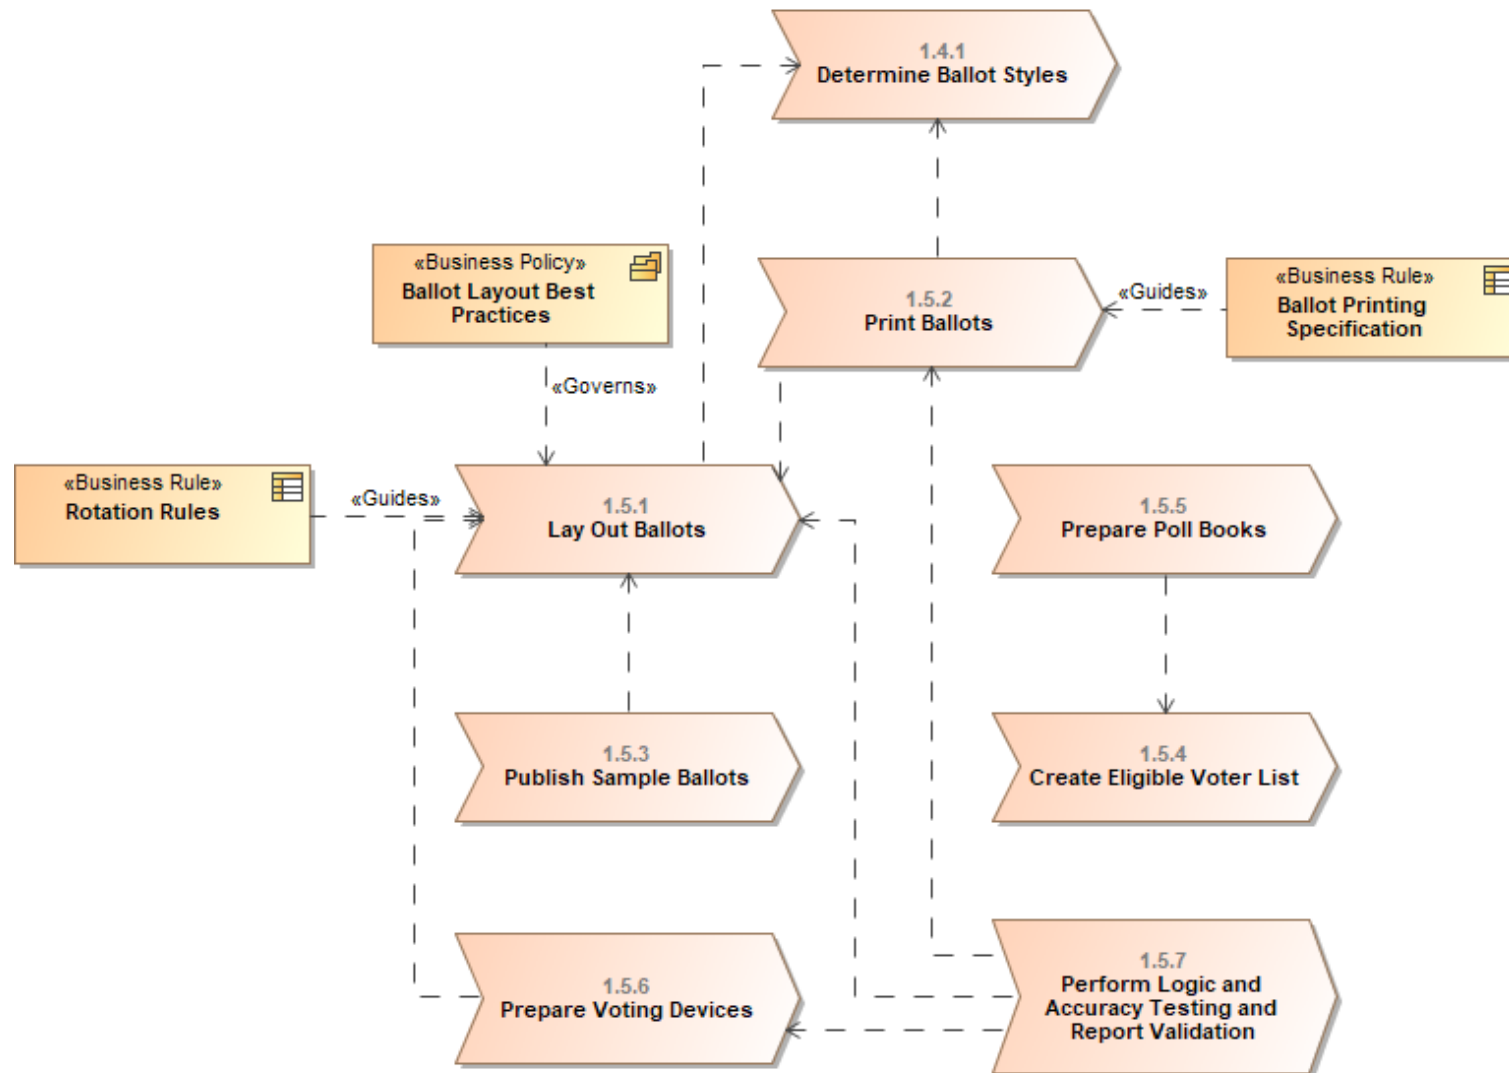 1.4.1
Determine Ballot Styles
«Business Policy»
Ballot Layout Best
Practices
«Governs»
1.5.2
Print Ballots
«Guides»
«Business Rule»
Ballot Printing
Specification
«Business Rule»
Rotation Rules
«Guides»
1.5.1
Lay Out Ballots
1.5.5
Prepare Poll Books
1.5.3
Publish Sample Ballots
1.5.4
Create Eligible Voter List
1.5.6
Prepare Voting Devices
1.5.7
Perform Logic and
Accuracy Testing and
Report Validation